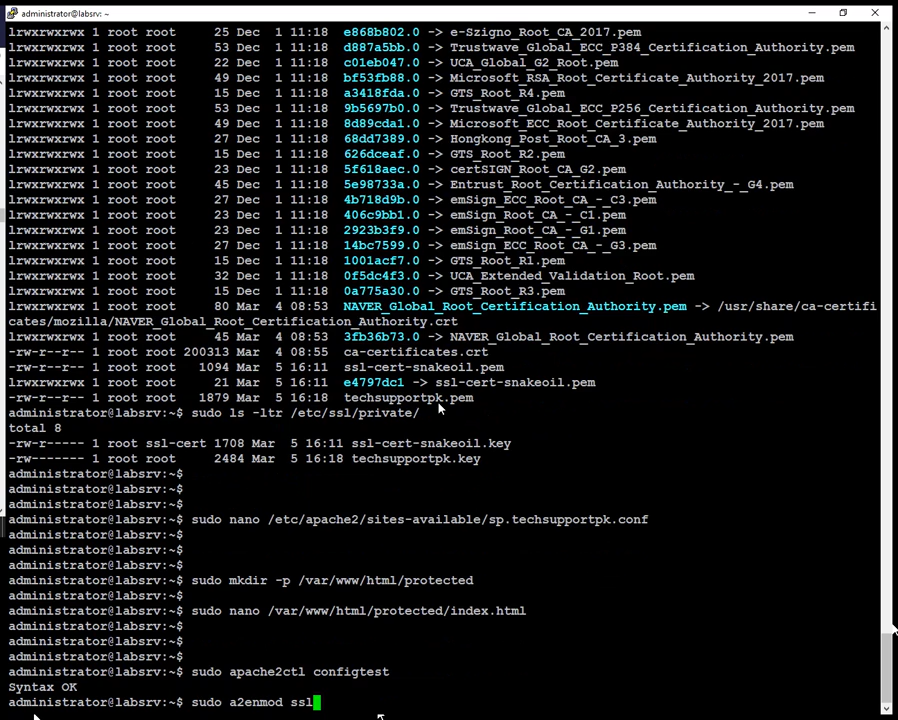 administrator@labsrv: ~
lrwxrwxrwx 1 root root     25 Dec  1 11:18 e868b802.0 -> e-Szigno_Root_CA_2017.pem
lrwxrwxrwx 1 root root     53 Dec  1 11:18 d887a5bb.0 -> Trustwave_Global_ECC_P384_Certification_Authority.pem
lrwxrwxrwx 1 root root     22 Dec  1 11:18 c01eb047.0 -> UCA_Global_G2_Root.pem
lrwxrwxrwx 1 root root     49 Dec  1 11:18 bf53fb88.0 -> Microsoft_RSA_Root_Certificate_Authority_2017.pem
lrwxrwxrwx 1 root root     15 Dec  1 11:18 a3418fda.0 -> GTS_Root_R4.pem
lrwxrwxrwx 1 root root     53 Dec  1 11:18 9b5697b0.0 -> Trustwave_Global_ECC_P256_Certification_Authority.pem
lrwxrwxrwx 1 root root     49 Dec  1 11:18 8d89cda1.0 -> Microsoft_ECC_Root_Certificate_Authority_2017.pem
lrwxrwxrwx 1 root root     27 Dec  1 11:18 68dd7389.0 -> Hongkong_Post_Root_CA_3.pem
lrwxrwxrwx 1 root root     15 Dec  1 11:18 626dceaf.0 -> GTS_Root_R2.pem
lrwxrwxrwx 1 root root     23 Dec  1 11:18 5f618aec.0 -> certSIGN_Root_CA_G2.pem
lrwxrwxrwx 1 root root     45 Dec  1 11:18 5e98733a.0 -> Entrust_Root_Certification_Authority_-_G4.pem
lrwxrwxrwx 1 root root     27 Dec  1 11:18 4b718d9b.0 -> emSign_ECC_Root_CA_-_C3.pem
lrwxrwxrwx 1 root root     23 Dec  1 11:18 406c9bb1.0 -> emSign_Root_CA_-_C1.pem
lrwxrwxrwx 1 root root     23 Dec  1 11:18 2923b3f9.0 -> emSign_Root_CA_-_G1.pem
lrwxrwxrwx 1 root root     27 Dec  1 11:18 14bc7599.0 -> emSign_ECC_Root_CA_-_G3.pem
lrwxrwxrwx 1 root root     15 Dec  1 11:18 1001acf7.0 -> GTS_Root_R1.pem
lrwxrwxrwx 1 root root     32 Dec  1 11:18 0f5dc4f3.0 -> UCA_Extended_Validation_Root.pem
lrwxrwxrwx 1 root root     15 Dec  1 11:18 0a775a30.0 -> GTS_Root_R3.pem
lrwxrwxrwx 1 root root     80 Mar  4 08:53 NAVER_Global_Root_Certification_Authority.pem -> /usr/share/ca-certifi
cates/mozilla/NAVER_Global_Root_Certification_Authority.crt
lrwxrwxrwx 1 root root     45 Mar  4 08:53 3fb36b73.0 -> NAVER_Global_Root_Certification_Authority.pem
-rw-r--r-- 1 root root 200313 Mar  4 08:55 ca-certificates.crt
-rw-r--r-- 1 root root   1094 Mar  5 16:11 ssl-cert-snakeoil.pem
lrwxrwxrwx 1 root root     21 Mar  5 16:11 e4797dc1 -> ssl-cert-snakeoil.pem
-rw-r--r-- 1 root root   1879 Mar  5 16:18 techsupportpk.pem
administrator@labsrv:~$ sudo ls -ltr /etc/ssl/private/
total 8
-rw-r----- 1 root ssl-cert 1708 Mar  5 16:11 ssl-cert-snakeoil.key
-rw------- 1 root root     2484 Mar  5 16:18 techsupportpk.key
administrator@labsrv:~$
administrator@labsrv:~$
administrator@labsrv:~$
administrator@labsrv:~$ sudo nano /etc/apache2/sites-available/sp.techsupportpk.conf
administrator@labsrv:~$
administrator@labsrv:~$
administrator@labsrv:~$
administrator@labsrv:~$ sudo mkdir -p /var/www/html/protected
administrator@labsrv:~$
administrator@labsrv:~$ sudo nano /var/www/html/protected/index.html
administrator@labsrv:~$
administrator@labsrv:~$
administrator@labsrv:~$
administrator@labsrv:~$ sudo apache2ctl configtest
Syntax OK
administrator@labsrv:~$ sudo a2enmod ssl